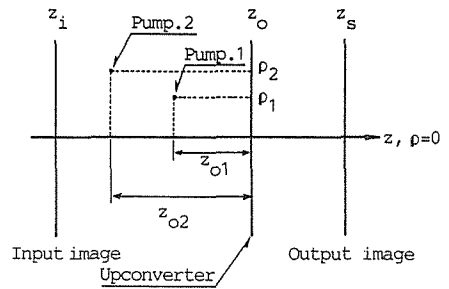 z_i
z_o
z_s
Pump.2
Pump.1
ρ_2
ρ_1
z, ρ=0
z_o1
z_o2
Input image
Output image
Upconverter